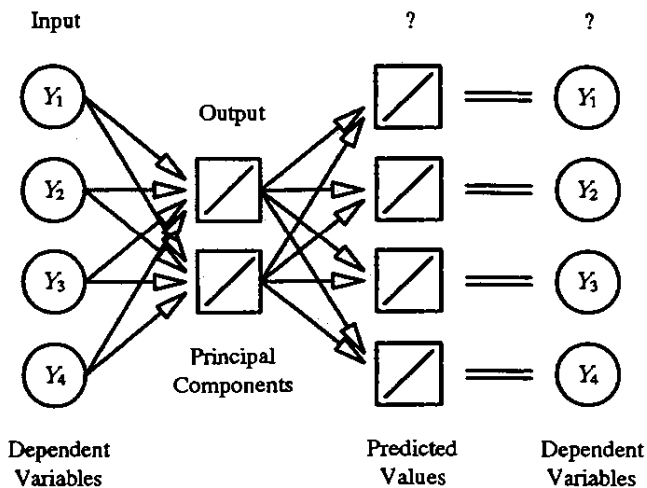 Input
?
?
Y1
Y1
Output
Y2
Y2
Y3
Y3
Principal
Components
Y4
Y4
Dependent
Variables
Predicted
Values
Dependent
Variables